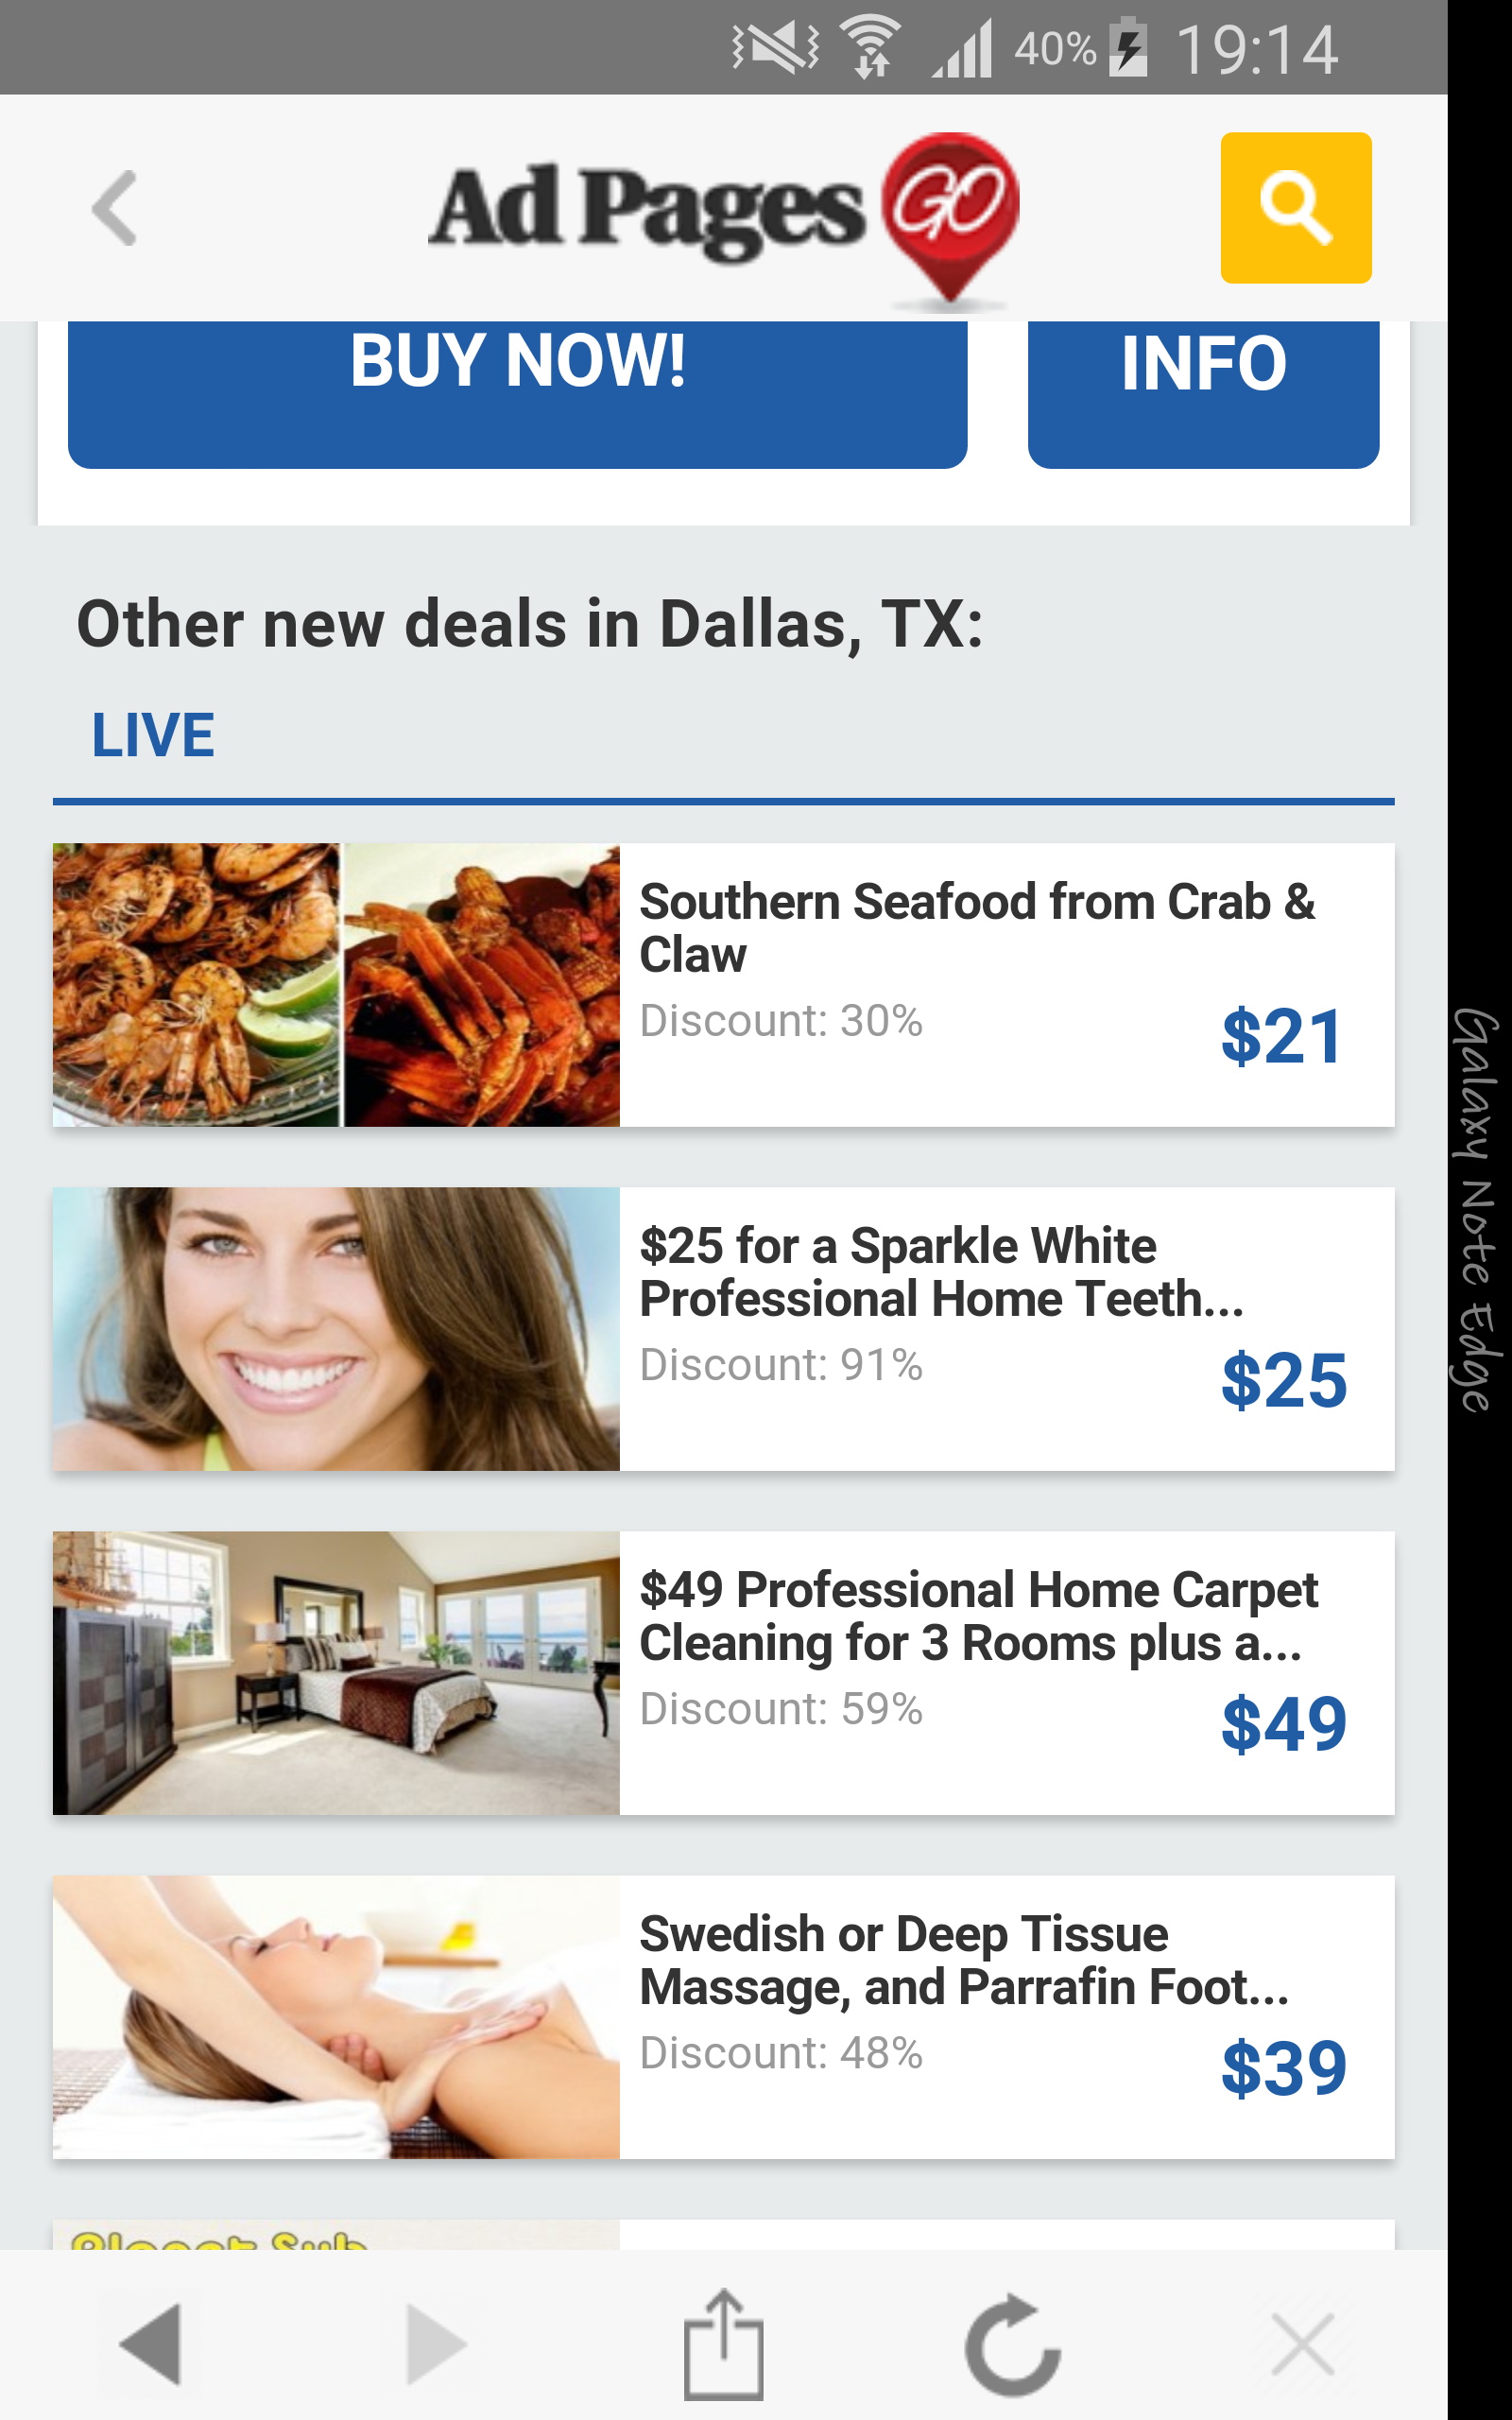 40% 19:14
Ad Pages GO
BUY NOW!
INFO
Other new deals in Dallas, TX:
LIVE
Southern Seafood from Crab &
Claw
Discount: 30%
$21
$25 for a Sparkle White
Professional Home Teeth...
Discount: 91%
$25
$49 Professional Home Carpet
Cleaning for 3 Rooms plus a...
Discount: 59%
$49
Swedish or Deep Tissue
Massage, and Parrafin Foot...
Discount: 48%
$39
Planet Sub
Galaxy Note Edge